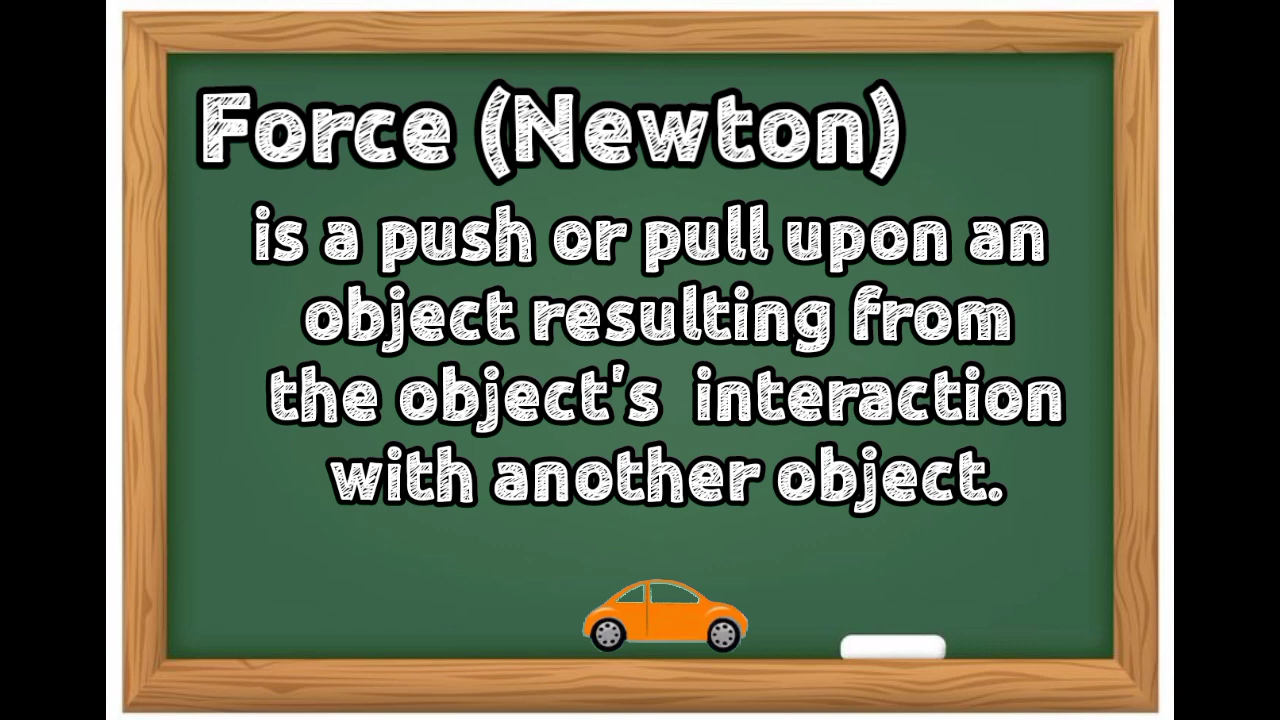 Force (Newton)
is a push or pull upon an
object resulting from
the object's interaction
with another object.